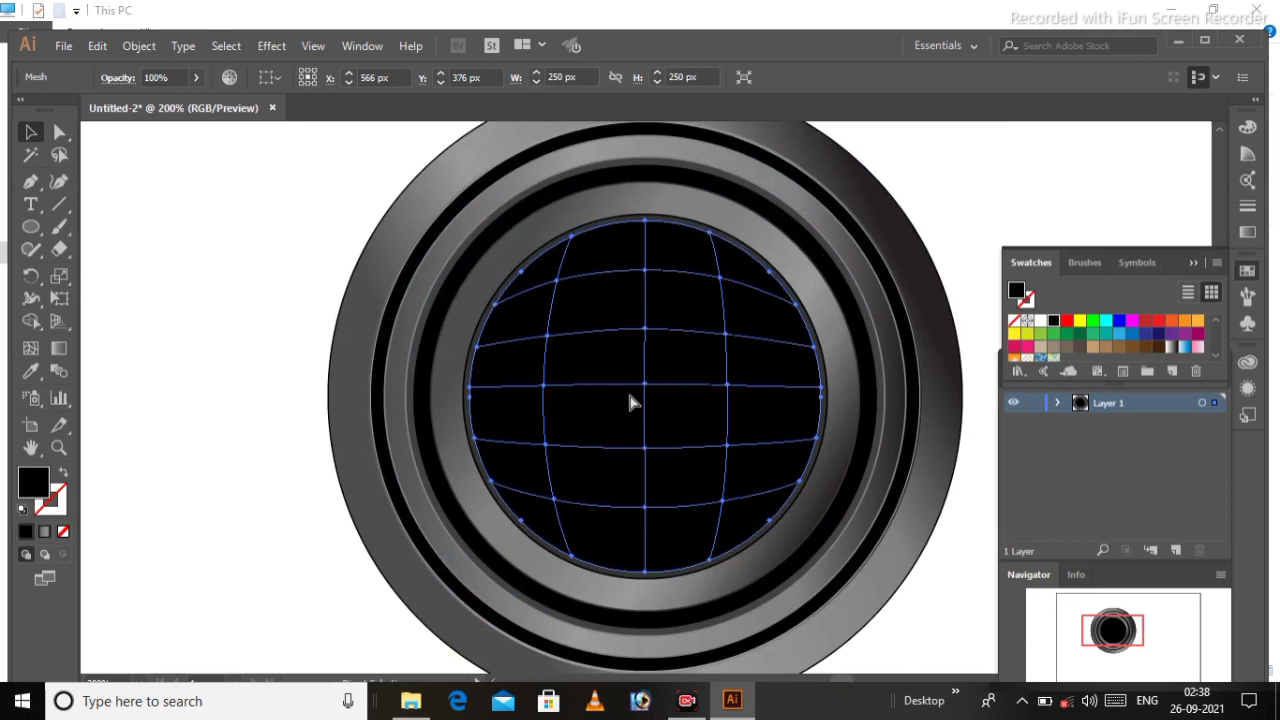 This PC
Recorded with iFun Screen Recorder
Ai File Edit Object Type Select Effect View Window Help Br St Essentials Search Adobe Stock
Mesh Opacity: 100% X: 566 px Y: 376 px W: 250 px H: 250 px
Untitled-2* @ 200% (RGB/Preview) ×
Swatches Brushes Symbols
Layer 1
1 Layer
Navigator Info
Type here to search Ai Desktop ENG 02:38
26-09-2021